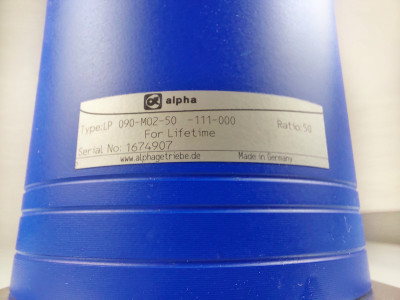 alpha
Type:LP 090-MO2-50 -111-000 Ratio:50
For Lifetime
Serial No: 1674907
www.alphagetriebe.de Made in Germany